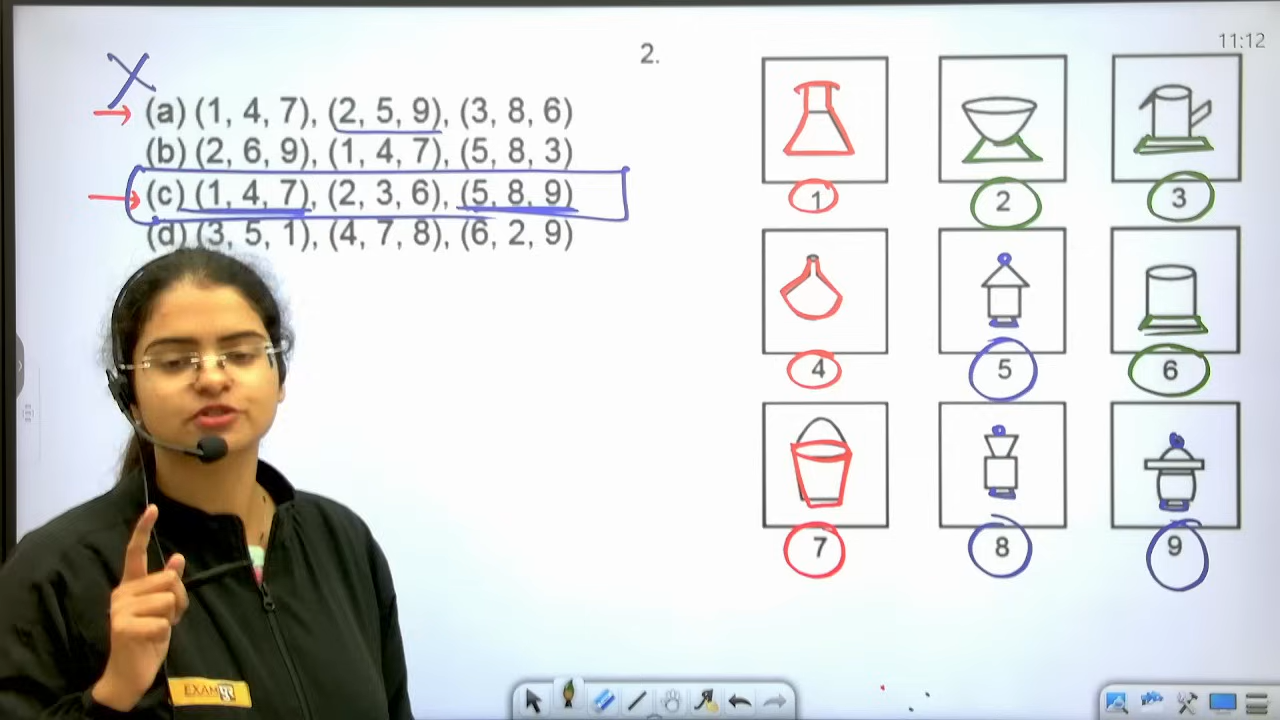 11:12
2.
X
(a) (1, 4, 7), (2, 5, 9), (3, 8, 6)
(b) (2, 6, 9), (1, 4, 7), (5, 8, 3)
(c) (1, 4, 7), (2, 3, 6), (5, 8, 9)
(d) (3, 5, 1), (4, 7, 8), (6, 2, 9)
1 2 3
4 5 6
7 8 9
EXAM